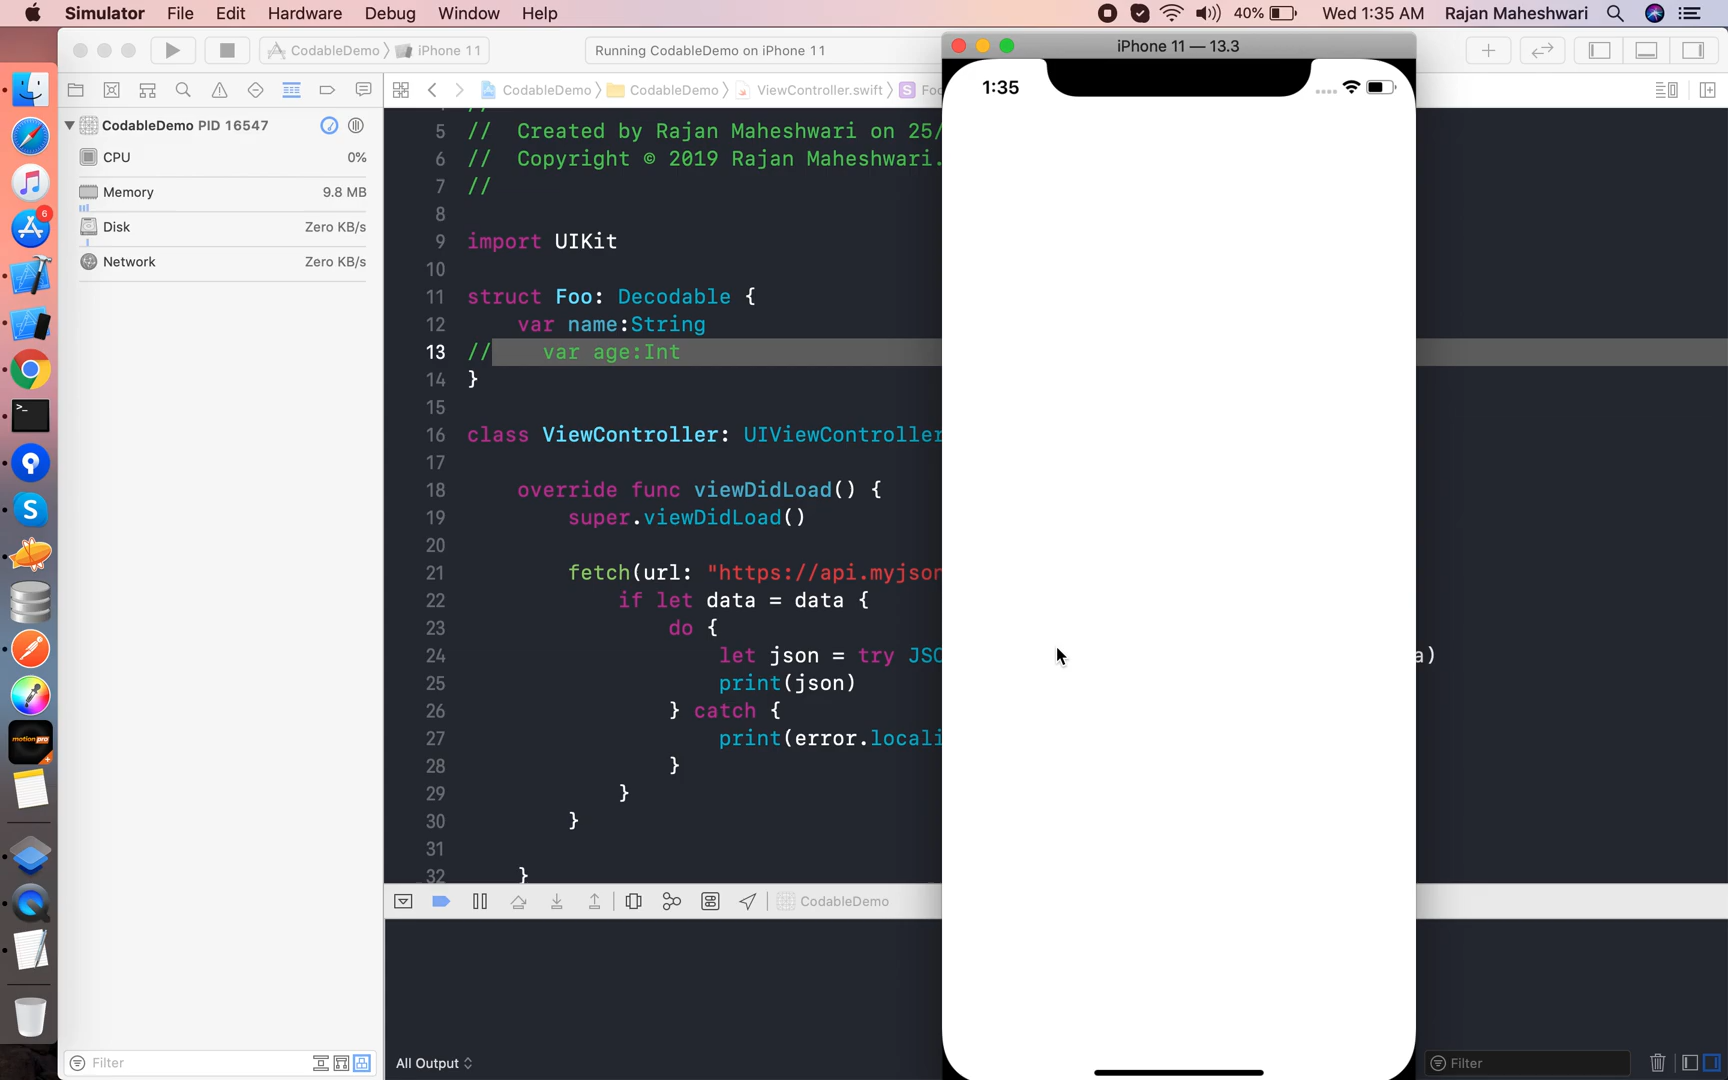 Simulator File Edit Hardware Debug Window Help 40% Wed 1:35 AM Rajan Maheshwari
CodableDemo iPhone 11
Running CodableDemo on iPhone 11
iPhone 11 — 13.3
1:35
CodableDemo CodableDemo ViewController.swift S Foo
CodableDemo PID 16547
CPU 0%
Memory 9.8 MB
Disk Zero KB/s
Network Zero KB/s
5 // Created by Rajan Maheshwari on 25/
6 // Copyright © 2019 Rajan Maheshwari.
7 //
8
9 import UIKit
10
11 struct Foo: Decodable {
12 var name:String
13 // var age:Int
14 }
15
16 class ViewController: UIViewController
17
18 override func viewDidLoad() {
19 super.viewDidLoad()
20
21 fetch(url: "https://api.myjson
22 if let data = data {
23 do {
24 let json = try JSO a)
25 print(json)
26 } catch {
27 print(error.locali
28 }
29 }
30 }
31
32 }
CodableDemo
All Output
Filter
Filter
6
S
motion pro